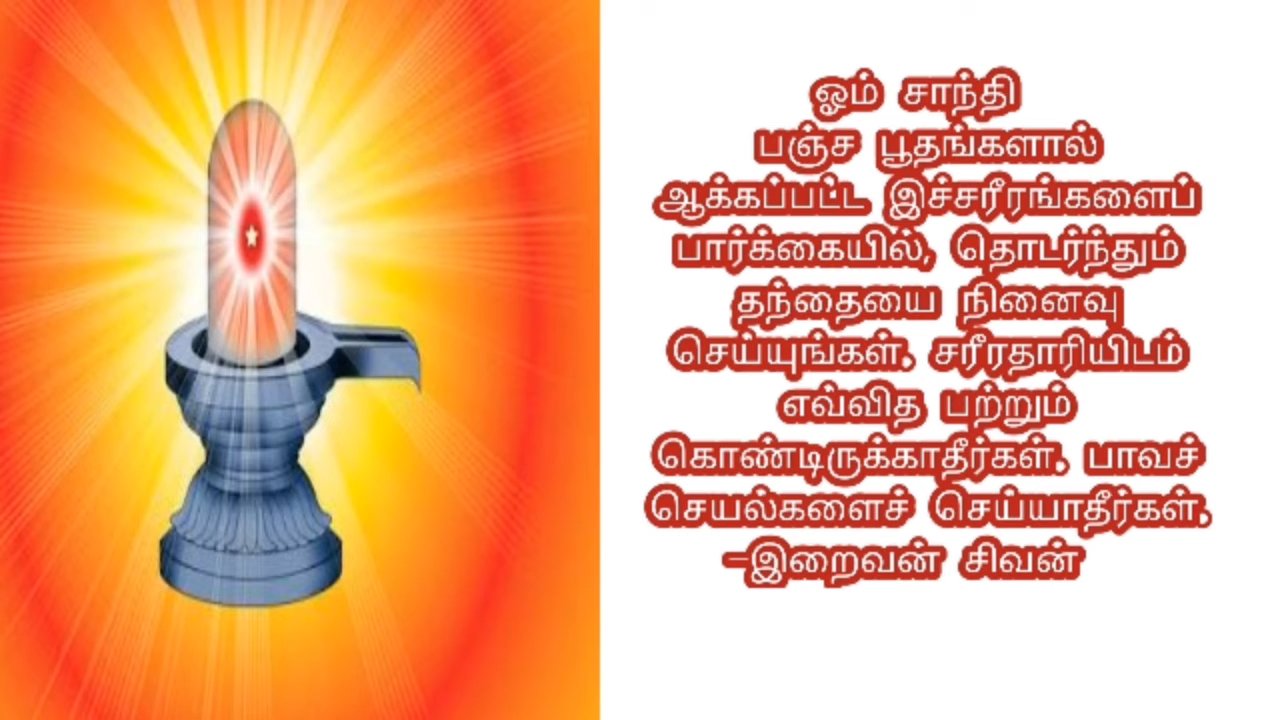 ஓம் சாந்தி
பஞ்ச பூதங்களால்
ஆக்கப்பட்ட இச்சரீரங்களைப்
பார்க்கையில், தொடர்ந்தும்
தந்தையை நினைவு
செய்யுங்கள். சரீரதாரியிடம்
எவ்வித பற்றும்
கொண்டிருக்காதீர்கள். பாவச்
செயல்களைச் செய்யாதீர்கள்.
-இறைவன் சிவன்